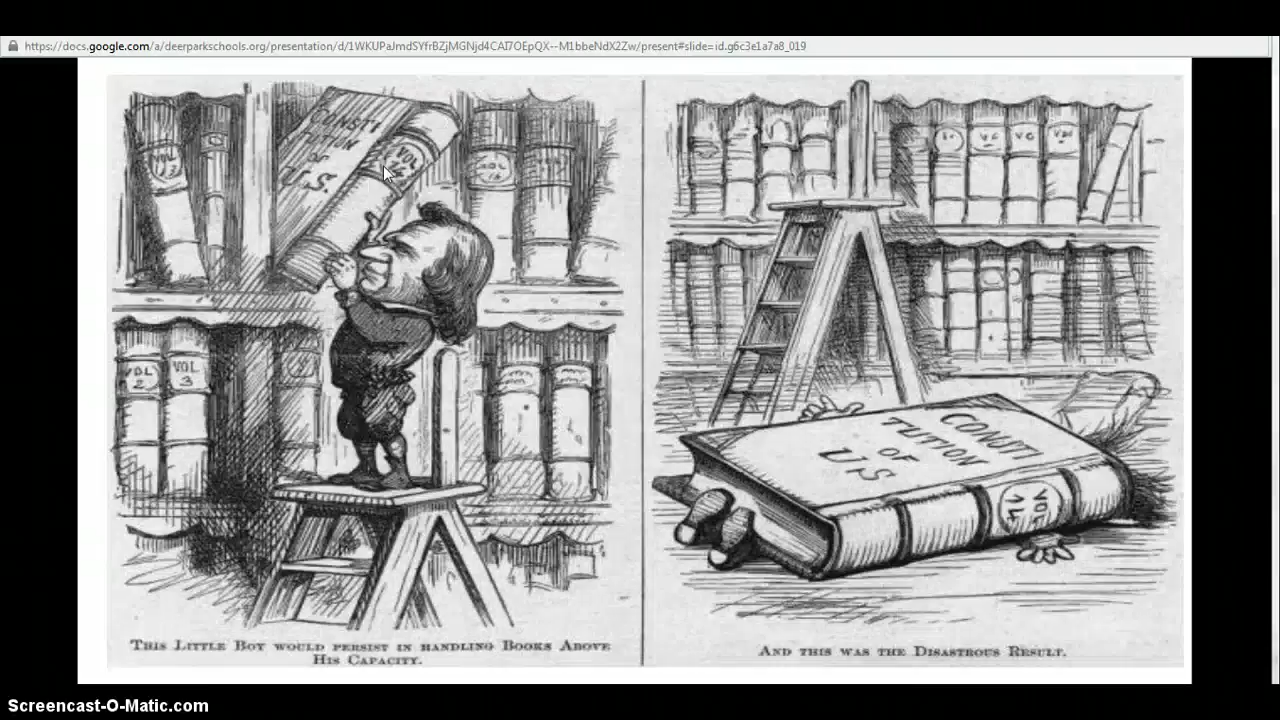 https://docs.google.com/a/deerparkschools.org/presentation/d/1WKUPaJmdSYfrBZjMGNjd4CAI7OEpQX--M1bbeNdX2Zw/present#slide=id.g6c3e1a7a8_019
CONSTI
TUTION
OF
U.S.
VOL
14
VOL
VOL
2
VOL
3
THIS LITTLE BOY WOULD PERSIST IN HANDLING BOOKS ABOVE
HIS CAPACITY.
CONSTI
TUTION
OF
U.S
VOL
14
AND THIS WAS THE DISASTROUS RESULT.
Screencast-O-Matic.com